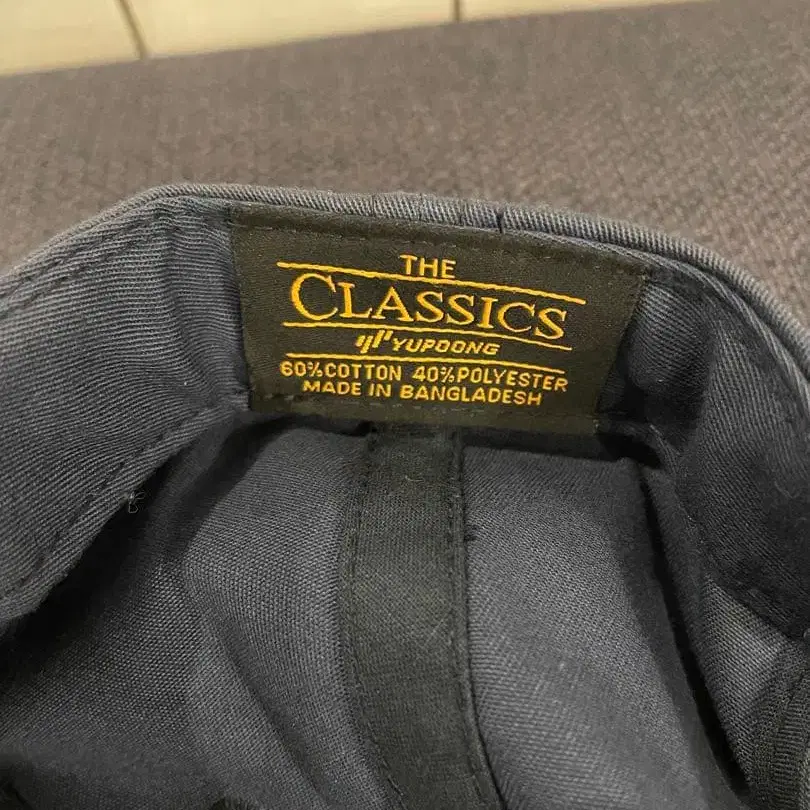 THE
CLASSICS
YUPOONG
60%COTTON 40%POLYESTER
MADE IN BANGLADESH